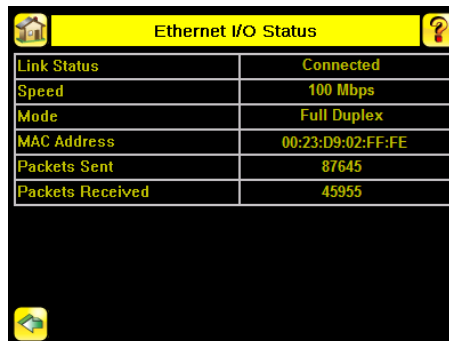 Ethernet I/O Status ?
Link Status Connected
Speed 100 Mbps
Mode Full Duplex
MAC Address 00:23:D9:02:FF:FE
Packets Sent 87645
Packets Received 45955